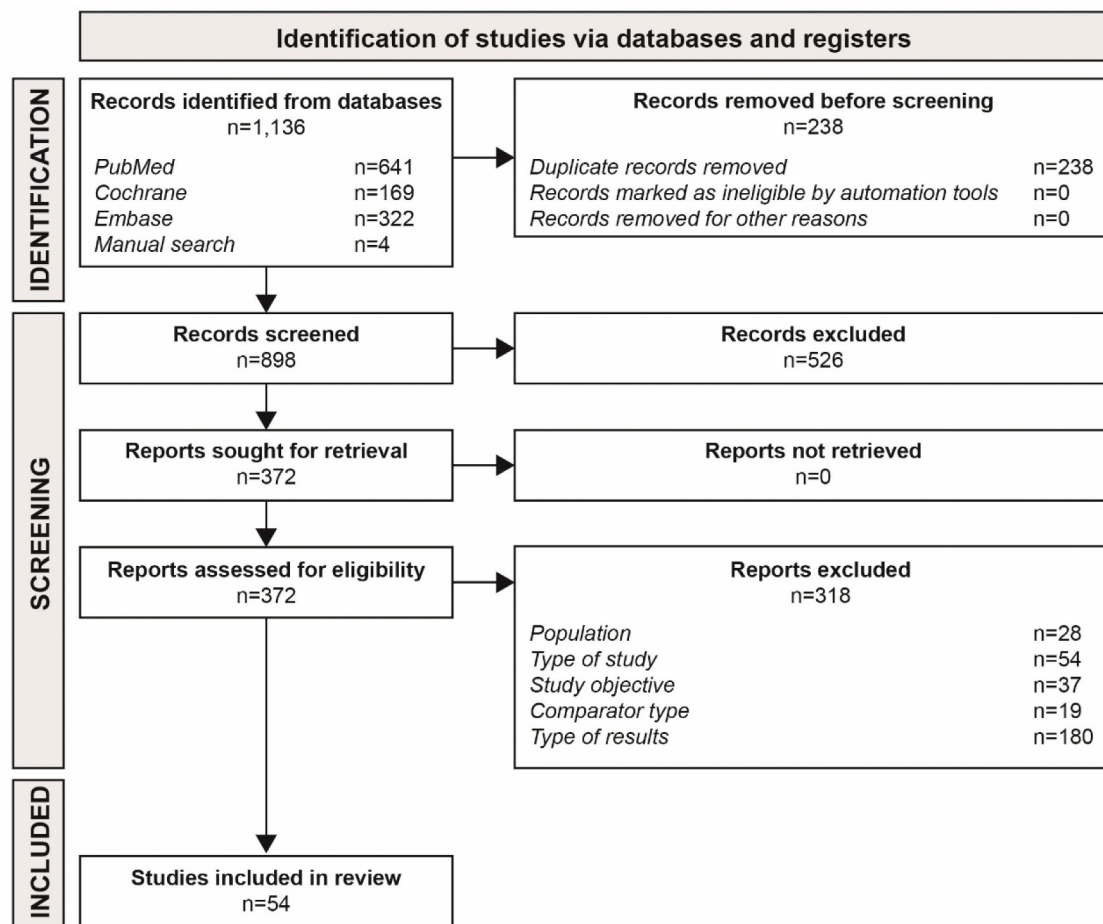 Identification of studies via databases and registers
IDENTIFICATION
Records identified from databases
n=1,136
PubMed n=641
Cochrane n=169
Embase n=322
Manual search n=4
Records removed before screening
n=238
Duplicate records removed n=238
Records marked as ineligible by automation tools n=0
Records removed for other reasons n=0
SCREENING
Records screened
n=898
Records excluded
n=526
Reports sought for retrieval
n=372
Reports not retrieved
n=0
Reports assessed for eligibility
n=372
Reports excluded
n=318
Population n=28
Type of study n=54
Study objective n=37
Comparator type n=19
Type of results n=180
INCLUDED
Studies included in review
n=54